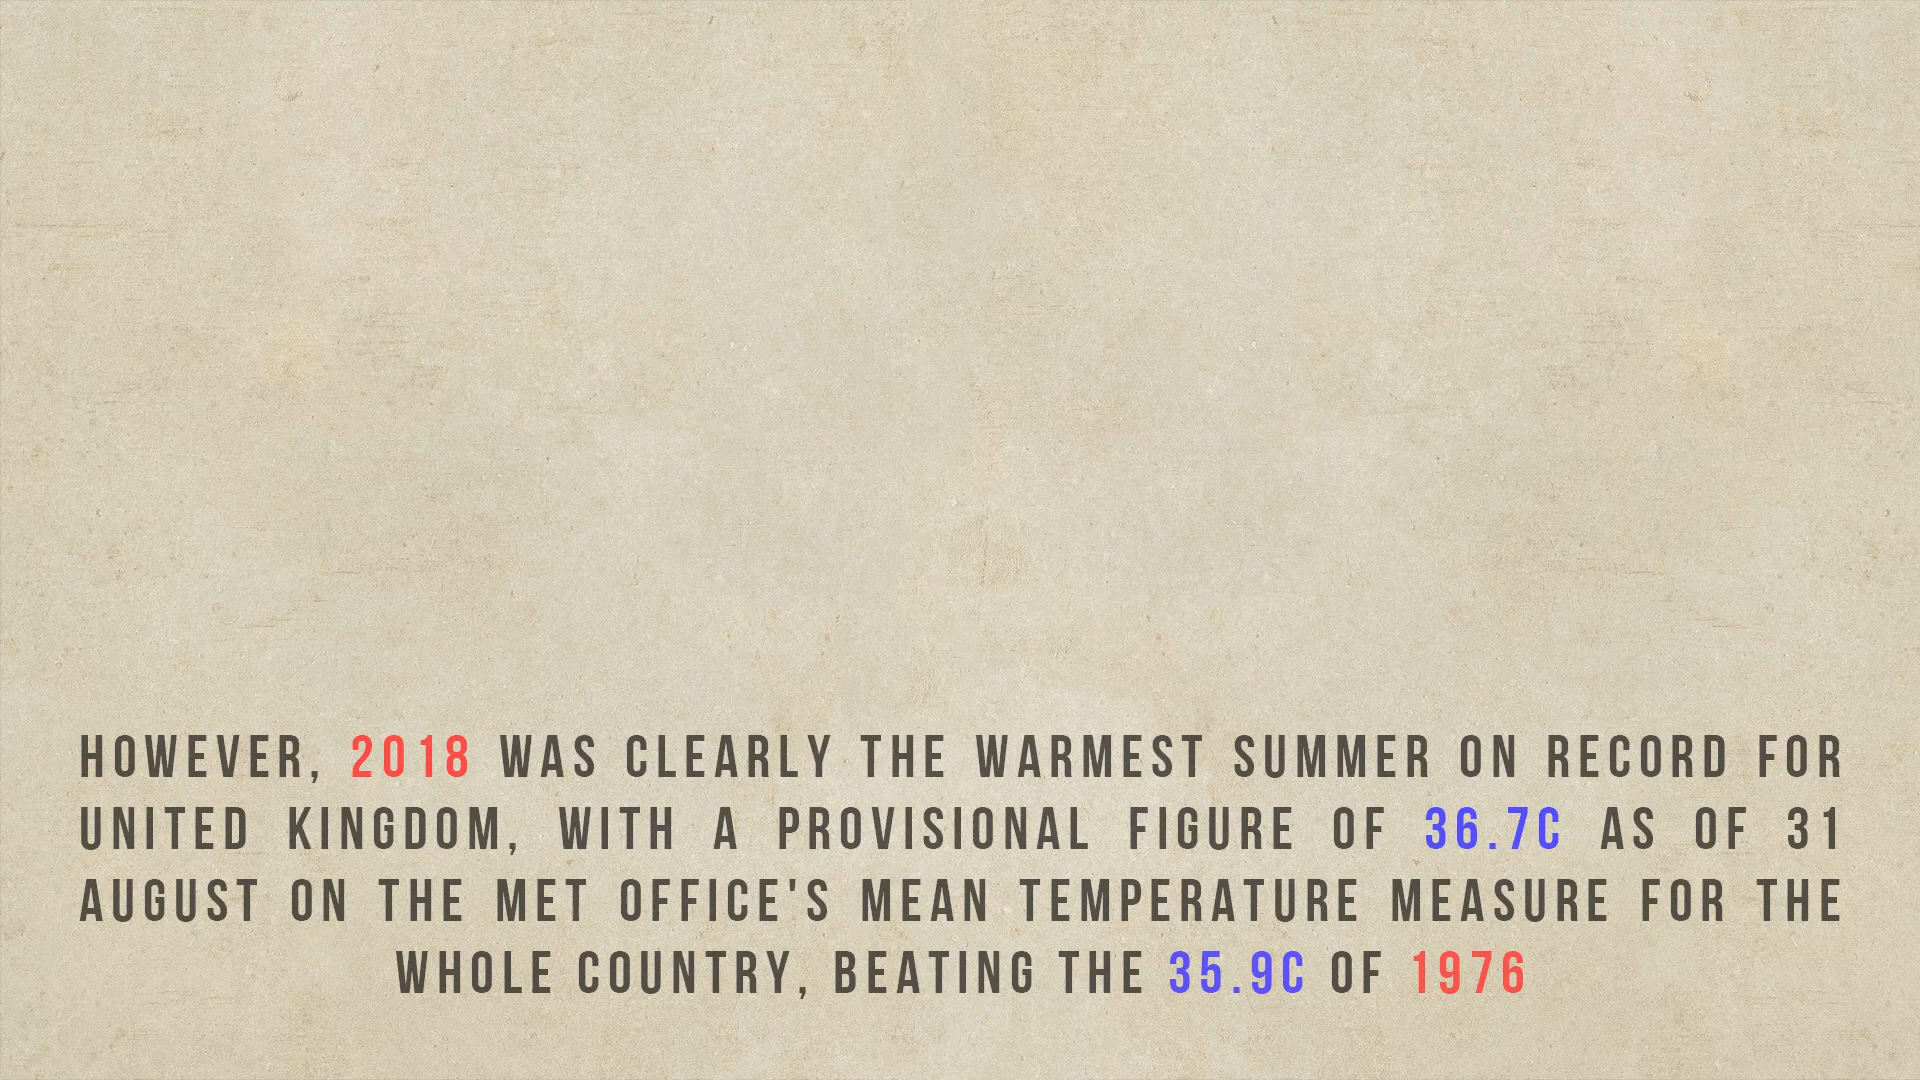 HOWEVER, 2018 WAS CLEARLY THE WARMEST SUMMER ON RECORD FOR
UNITED KINGDOM, WITH A PROVISIONAL FIGURE OF 36.7C AS OF 31
AUGUST ON THE MET OFFICE'S MEAN TEMPERATURE MEASURE FOR THE
WHOLE COUNTRY, BEATING THE 35.9C OF 1976